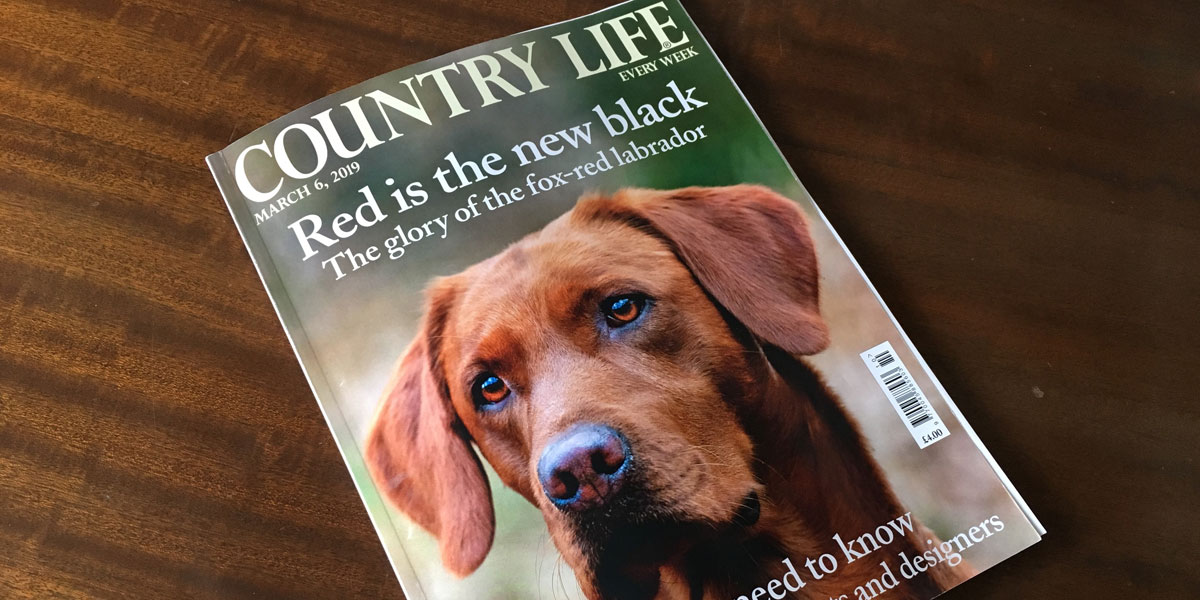 COUNTRY LIFE®
EVERY WEEK
MARCH 6, 2019
Red is the new black
The glory of the fox-red labrador
£4.00
need to know
and designers